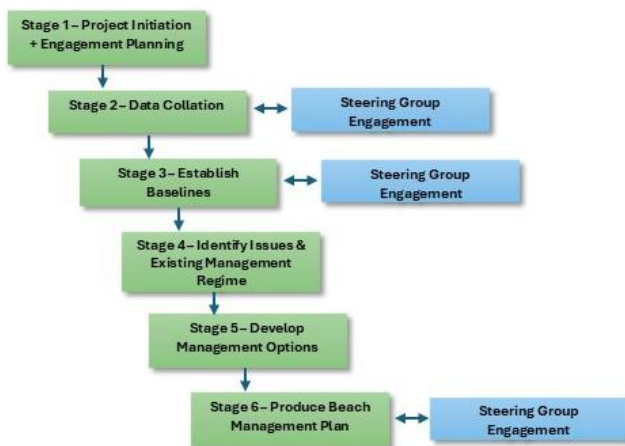 Stage 1– Project Initiation
+ Engagement Planning
Stage 2– Data Collation
Steering Group
Engagement
Stage 3– Establish
Baselines
Steering Group
Engagement
Stage 4– Identify Issues &
Existing Management
Regime
Stage 5– Develop
Management Options
Stage 6– Produce Beach
Management Plan
Steering Group
Engagement